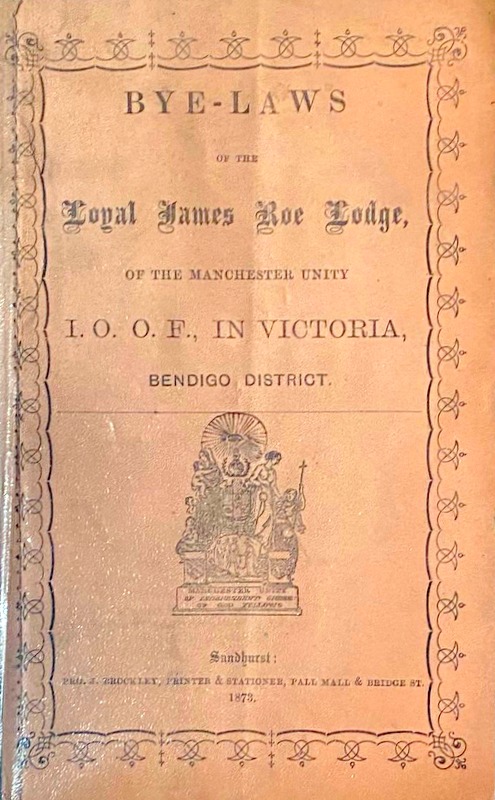 BYE-LAWS
OF THE
Loyal James Roe Lodge,
OF THE MANCHESTER UNITY
I. O. O. F., IN VICTORIA,
BENDIGO DISTRICT.
MANCHESTER UNITY
OF INDEPENDENT ORDER
OF ODD FELLOWS
Sandhurst:
J. BROCKLEY, PRINTER & STATIONER, PALL MALL & BRIDGE ST.
1873.